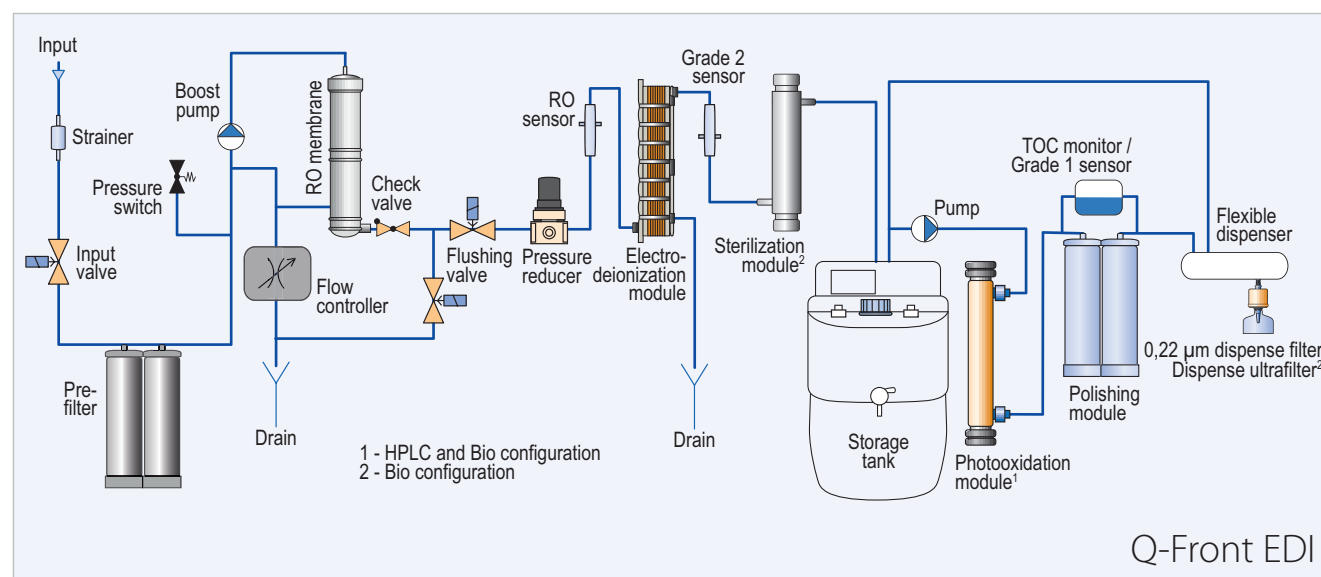 Input
Strainer
Pressure
switch
Input
valve
Pre-
filter
Boost
pump
RO membrane
Flow
controller
Drain
Check
valve
Flushing
valve
Pressure
reducer
RO
sensor
Electro-
deionization
module
Drain
Grade 2
sensor
Sterilization
module²
Storage
tank
Pump
Photooxidation
module¹
TOC monitor /
Grade 1 sensor
Polishing
module
Flexible
dispenser
0,22 µm dispense filter
Dispense ultrafilter²
1 - HPLC and Bio configuration
2 - Bio configuration
Q-Front EDI